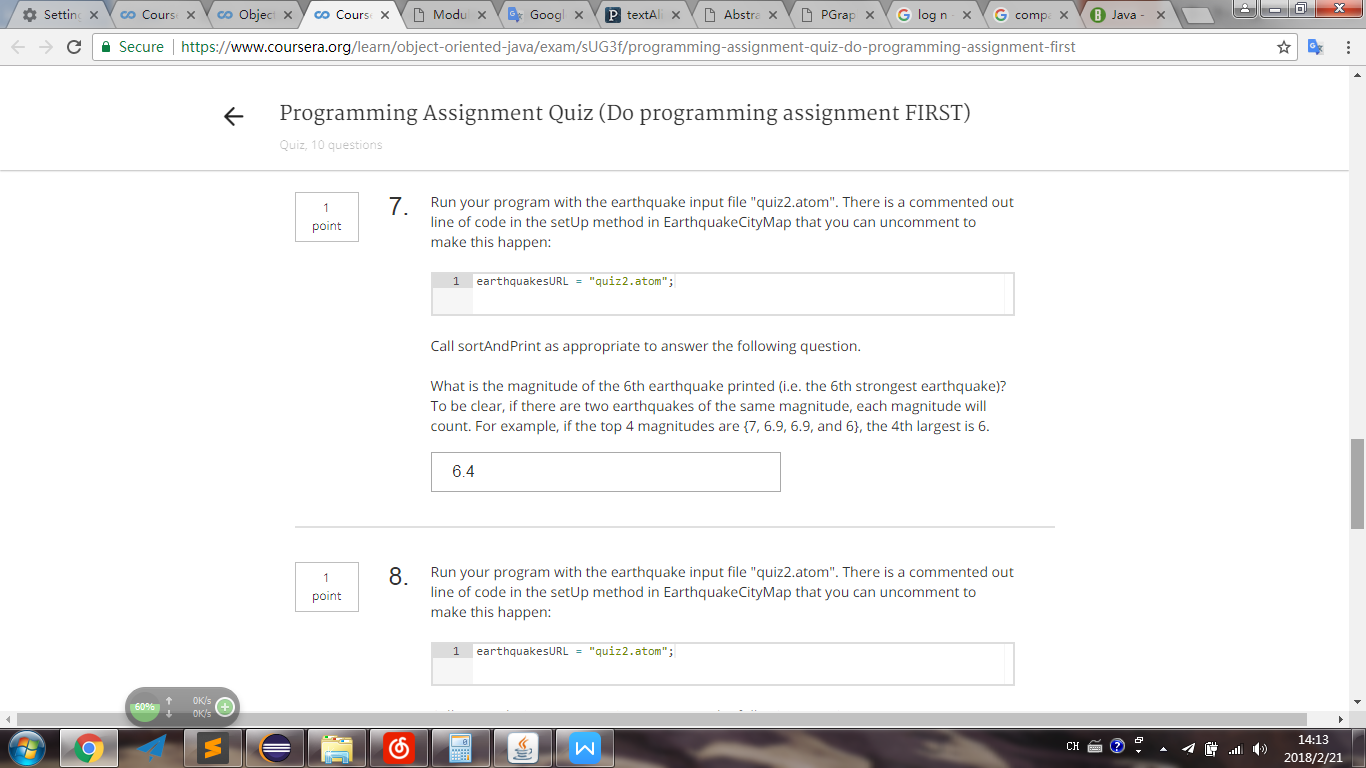 Setting
Course
Object
Course
Modul
Googl
textAli
Abstra
PGrap
log n -
compa
Java -
Secure
https://www.coursera.org/learn/object-oriented-java/exam/sUG3f/programming-assignment-quiz-do-programming-assignment-first
Programming Assignment Quiz (Do programming assignment FIRST)
Quiz, 10 questions
1
point
7.
Run your program with the earthquake input file "quiz2.atom". There is a commented out
line of code in the setUp method in EarthquakeCityMap that you can uncomment to
make this happen:
1 earthquakesURL = "quiz2.atom";
Call sortAndPrint as appropriate to answer the following question.
What is the magnitude of the 6th earthquake printed (i.e. the 6th strongest earthquake)?
To be clear, if there are two earthquakes of the same magnitude, each magnitude will
count. For example, if the top 4 magnitudes are {7, 6.9, 6.9, and 6}, the 4th largest is 6.
6.4
1
point
8.
Run your program with the earthquake input file "quiz2.atom". There is a commented out
line of code in the setUp method in EarthquakeCityMap that you can uncomment to
make this happen:
1 earthquakesURL = "quiz2.atom";
60%
0K/s
0K/s
CH
14:13
2018/2/21